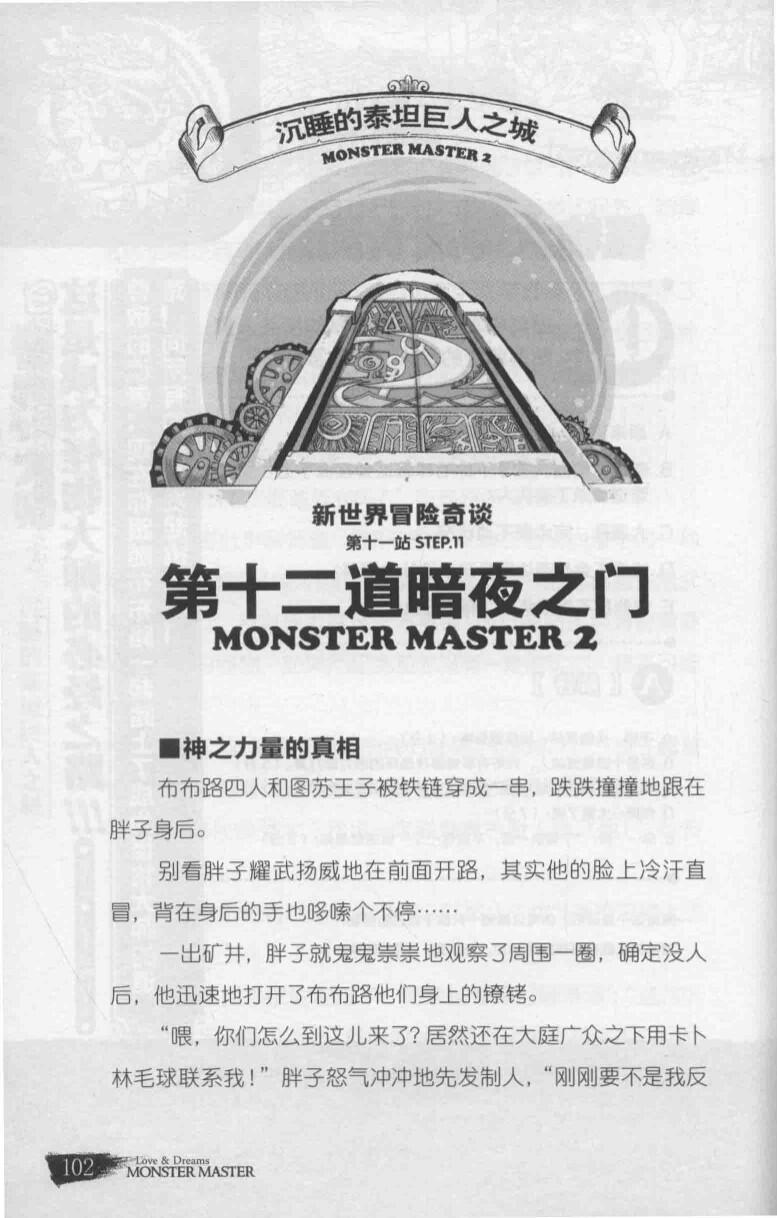 沉睡的泰坦巨人之城
MONSTER MASTER 2
新世界冒险奇谈
第十一站 STEP.11
第十二道暗夜之门
MONSTER MASTER 2
■神之力量的真相
布布路四人和图苏王子被铁链穿成一串，跌跌撞撞地跟在
胖子身后。
别看胖子耀武扬威地在前面开路，其实他的脸上冷汗直
冒，背在身后的手也哆嗦个不停……
一出矿井，胖子就鬼鬼祟祟地观察了周围一圈，确定没人
后，他迅速地打开了布布路他们身上的镣铐。
“喂，你们怎么到这儿来了？居然还在大庭广众之下用卡卜
林毛球联系我！”胖子怒气冲冲地先发制人，“刚刚要不是我反
102
Love & Dreams
MONSTER MASTER